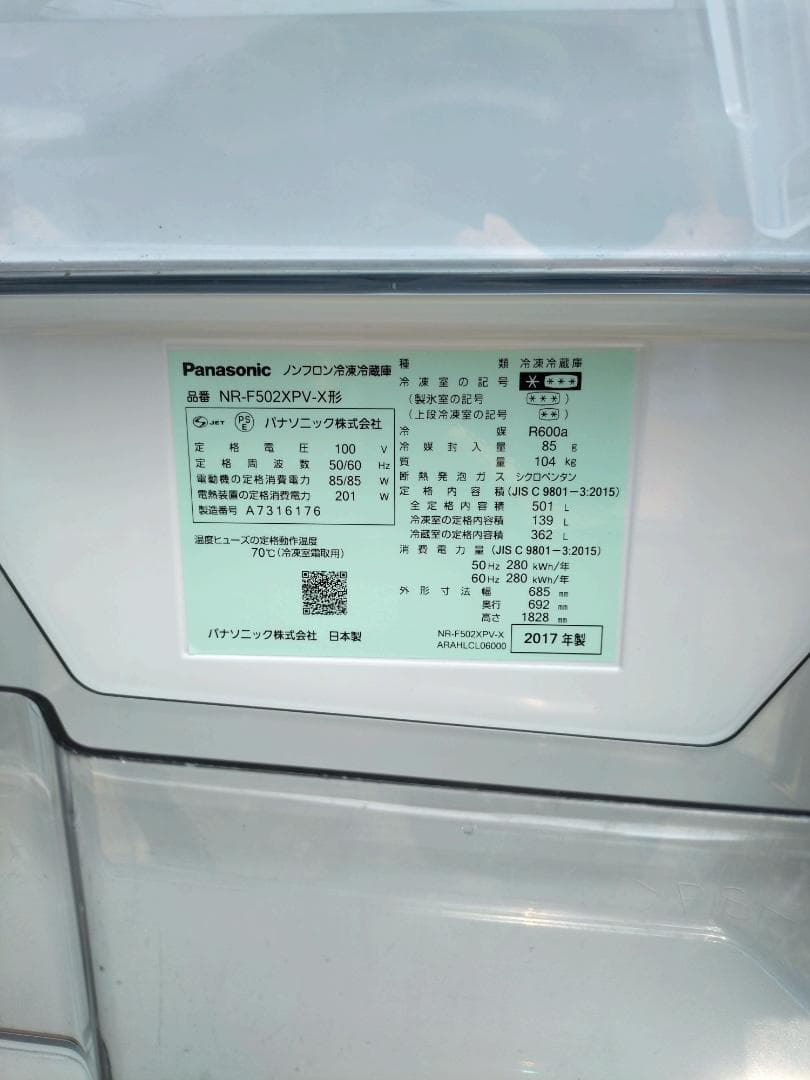 Panasonic ノンフロン冷凍冷蔵庫
品番 NR-F502XPV-X形
JET PSE パナソニック株式会社
定格電圧 100 V
定格周波数 50/60 Hz
電動機の定格消費電力 85/85 W
電熱装置の定格消費電力 201 W
製造番号 A7316176
温度ヒューズの定格動作温度
70℃(冷凍室霜取用)
パナソニック株式会社 日本製
種類 冷凍冷蔵庫
冷凍室の記号 * ***
(製氷室の記号 ***)
(上段冷凍室の記号 **)
冷媒 R600a
冷媒封入量 85 g
質量 104 kg
断熱発泡ガス シクロペンタン
定格内容積 (JIS C 9801-3:2015)
全定格内容積 501 L
冷凍室の定格内容積 139 L
冷蔵室の定格内容積 362 L
消費電力量 (JIS C 9801-3:2015)
50Hz 280 kWh/年
60Hz 280 kWh/年
外形寸法 幅 685 mm
奥行 692 mm
高さ 1828 mm
NR-F502XPV-X
ARAHLCL06000
2017年製